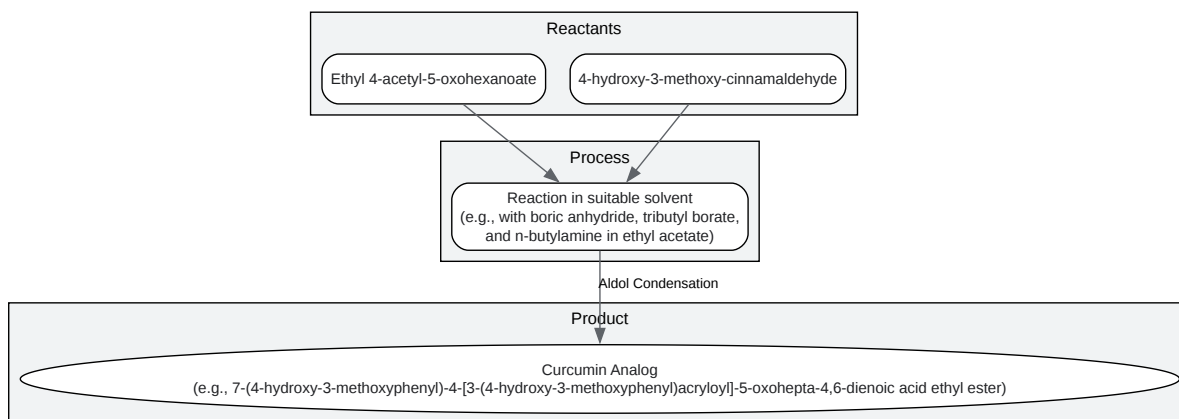 Reactants
Ethyl 4-acetyl-5-oxohexanoate
4-hydroxy-3-methoxy-cinnamaldehyde
Process
Reaction in suitable solvent
(e.g., with boric anhydride, tributyl borate,
and n-butylamine in ethyl acetate)
Aldol Condensation
Product
Curcumin Analog
(e.g., 7-(4-hydroxy-3-methoxyphenyl)-4-[3-(4-hydroxy-3-methoxyphenyl)acryloyl]-5-oxohepta-4,6-dienoic acid ethyl ester)